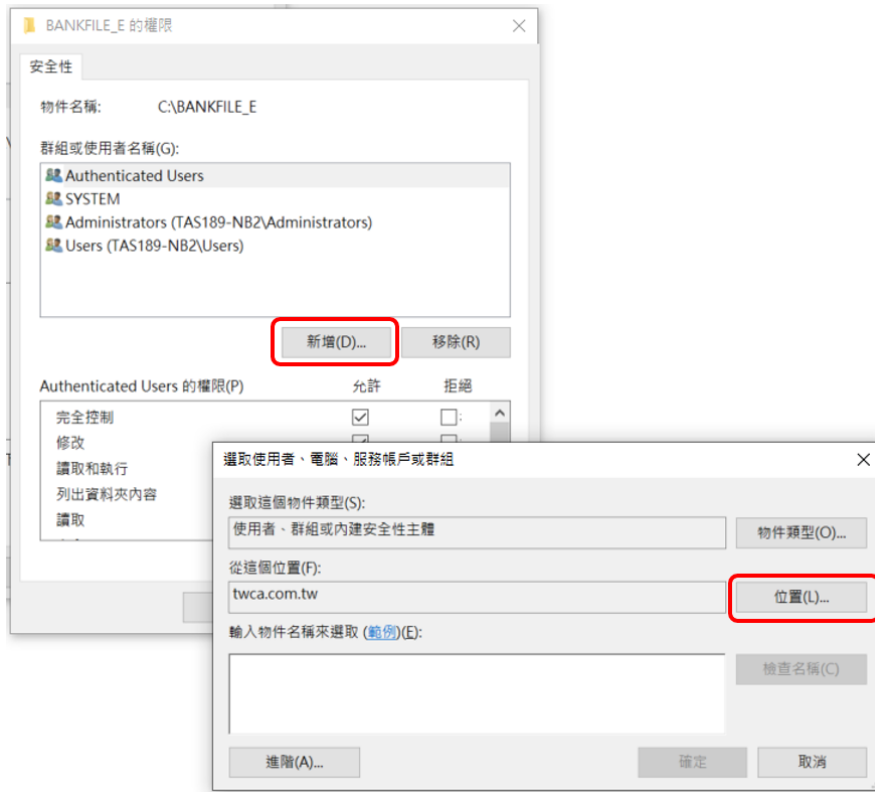 BANKFILE_E 的權限
安全性
物件名稱: C:\BANKFILE_E
群組或使用者名稱(G):
Authenticated Users
SYSTEM
Administrators (TAS189-NB2\Administrators)
Users (TAS189-NB2\Users)
新增(D)... 移除(R)
Authenticated Users 的權限(P) 允許 拒絕
完全控制
修改
讀取和執行
列出資料夾內容
讀取
選取使用者、電腦、服務帳戶或群組
選取這個物件類型(S):
使用者、群組或內建安全性主體 物件類型(O)...
從這個位置(F):
twca.com.tw 位置(L)...
輸入物件名稱來選取 (範例)(E):
檢查名稱(C)
進階(A)... 確定 取消